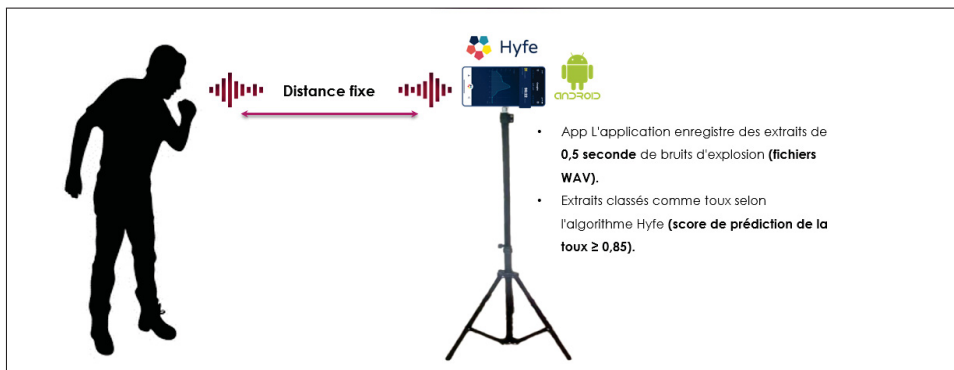 Hyfe
Distance fixe
android
• App L'application enregistre des extraits de
0,5 seconde de bruits d'explosion (fichiers
WAV).
• Extraits classés comme toux selon
l'algorithme Hyfe (score de prédiction de la
toux ≥ 0,85).